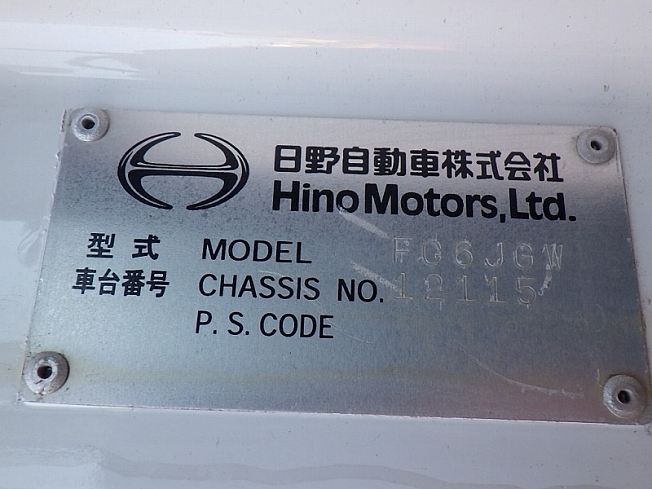 日野自動車株式会社
Hino Motors, Ltd.
型式 MODEL FC6JGW
車台番号 CHASSIS NO. 12115
P. S. CODE